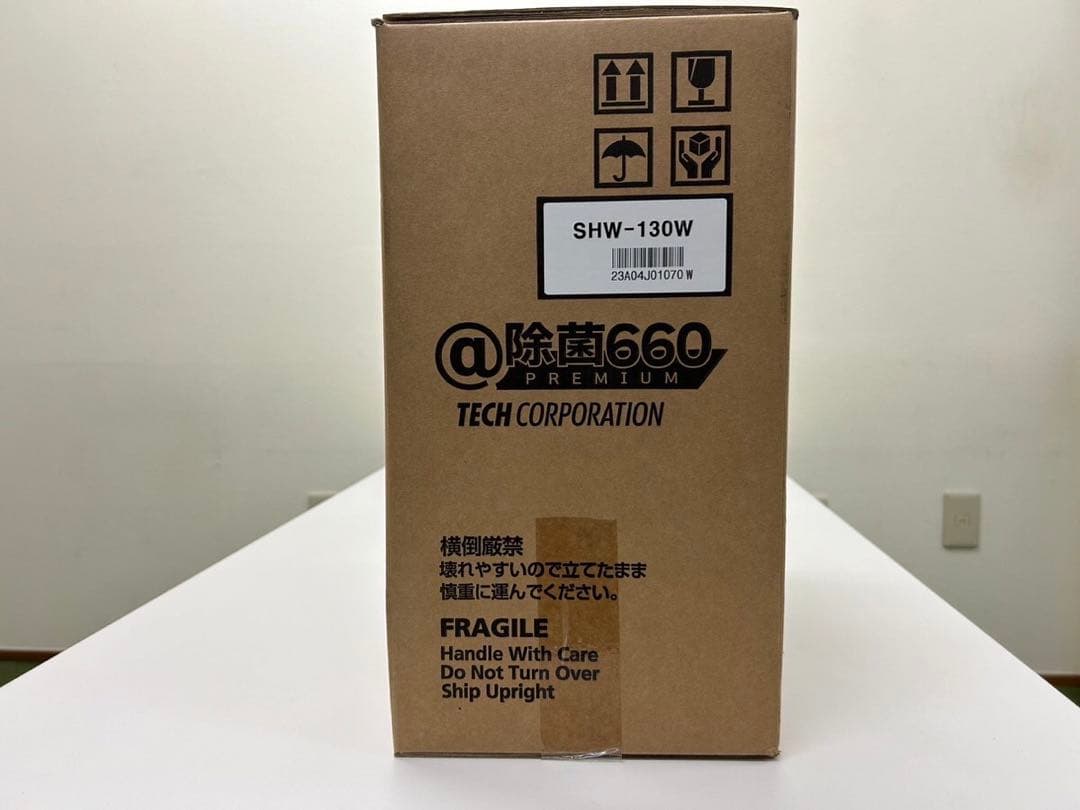 SHW-130W
23A04J01070 W
@除菌660
PREMIUM
TECH CORPORATION
横倒厳禁
壊れやすいので立てたまま
慎重に運んでください。
FRAGILE
Handle With Care
Do Not Turn Over
Ship Upright